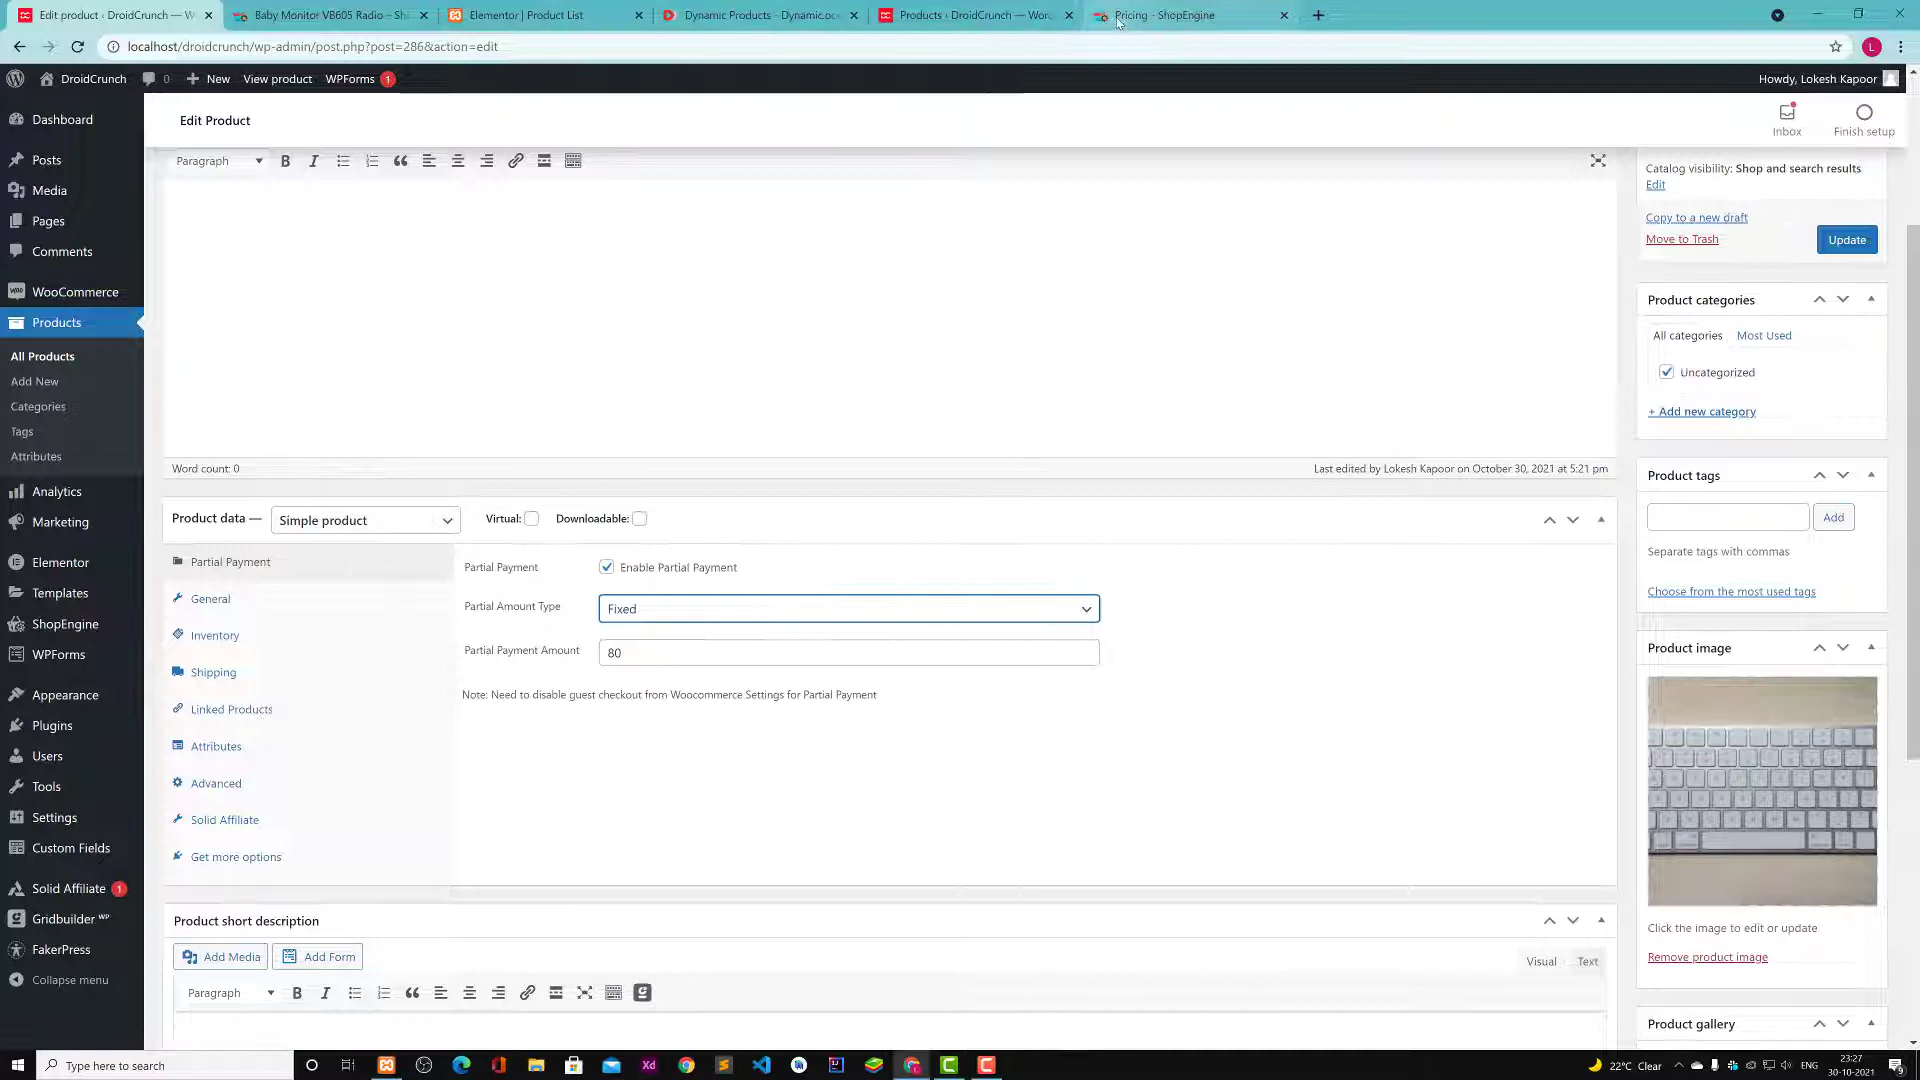 Edit product ‹ DroidCrunch — W
Baby Monitor VB605 Radio – Sh
Elementor | Product List
Dynamic Products - Dynamic.oc
Products ‹ DroidCrunch — Wor
Pricing - ShopEngine
localhost/droidcrunch/wp-admin/post.php?post=286&action=edit
L
DroidCrunch
0
New
View product
WPForms
1
Howdy, Lokesh Kapoor
Edit Product
Inbox
Finish setup
Dashboard
Posts
Media
Pages
Comments
WooCommerce
Products
All Products
Add New
Categories
Tags
Attributes
Analytics
Marketing
Elementor
Templates
ShopEngine
WPForms
Appearance
Plugins
Users
Tools
Settings
Custom Fields
Solid Affiliate 1
Gridbuilder ᵂᴾ
FakerPress
Collapse menu
Paragraph
Word count: 0
Last edited by Lokesh Kapoor on October 30, 2021 at 5:21 pm
Product data —
Simple product
Virtual:
Downloadable:
Partial Payment
General
Inventory
Shipping
Linked Products
Attributes
Advanced
Solid Affiliate
Get more options
Partial Payment
Enable Partial Payment
Partial Amount Type
Fixed
Partial Payment Amount
80
Note: Need to disable guest checkout from Woocommerce Settings for Partial Payment
Product short description
Add Media
Add Form
Visual
Text
Paragraph
Catalog visibility: Shop and search results
Edit
Copy to a new draft
Move to Trash
Update
Product categories
All categories
Most Used
Uncategorized
+ Add new category
Product tags
Add
Separate tags with commas
Choose from the most used tags
Product image
Click the image to edit or update
Remove product image
Product gallery
Type here to search
Xd
22°C Clear
ENG
23:27
30-10-2021